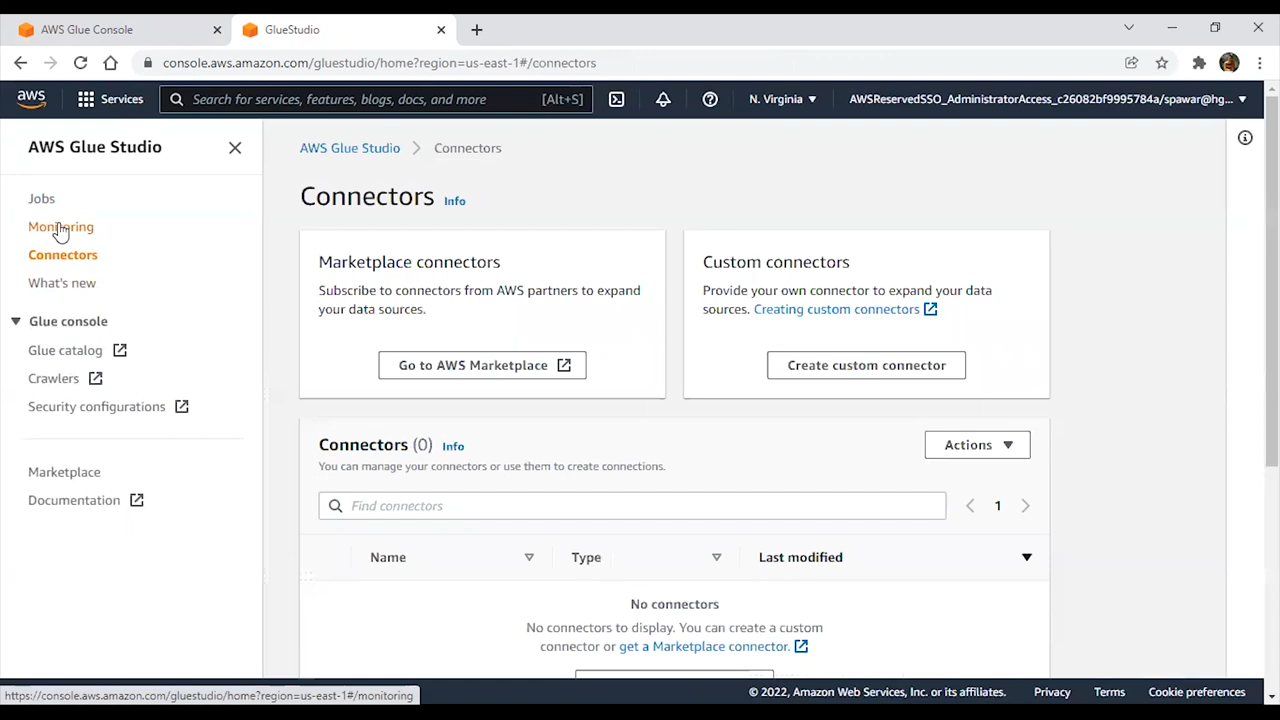 AWS Glue Console
GlueStudio
console.aws.amazon.com/gluestudio/home?region=us-east-1#/connectors
aws
Services
Search for services, features, blogs, docs, and more
[Alt+S]
N. Virginia
AWSReservedSSO_AdministratorAccess_c26082bf9995784a/spawar@hg...
AWS Glue Studio
Jobs
Monitoring
Connectors
What's new
Glue console
Glue catalog
Crawlers
Security configurations
Marketplace
Documentation
AWS Glue Studio
Connectors
Connectors Info
Marketplace connectors
Subscribe to connectors from AWS partners to expand
your data sources.
Go to AWS Marketplace
Custom connectors
Provide your own connector to expand your data
sources. Creating custom connectors
Create custom connector
Connectors (0) Info
You can manage your connectors or use them to create connections.
Actions
Find connectors
1
Name
Type
Last modified
No connectors
No connectors to display. You can create a custom
connector or get a Marketplace connector.
https://console.aws.amazon.com/gluestudio/home?region=us-east-1#/monitoring
© 2022, Amazon Web Services, Inc. or its affiliates.
Privacy
Terms
Cookie preferences